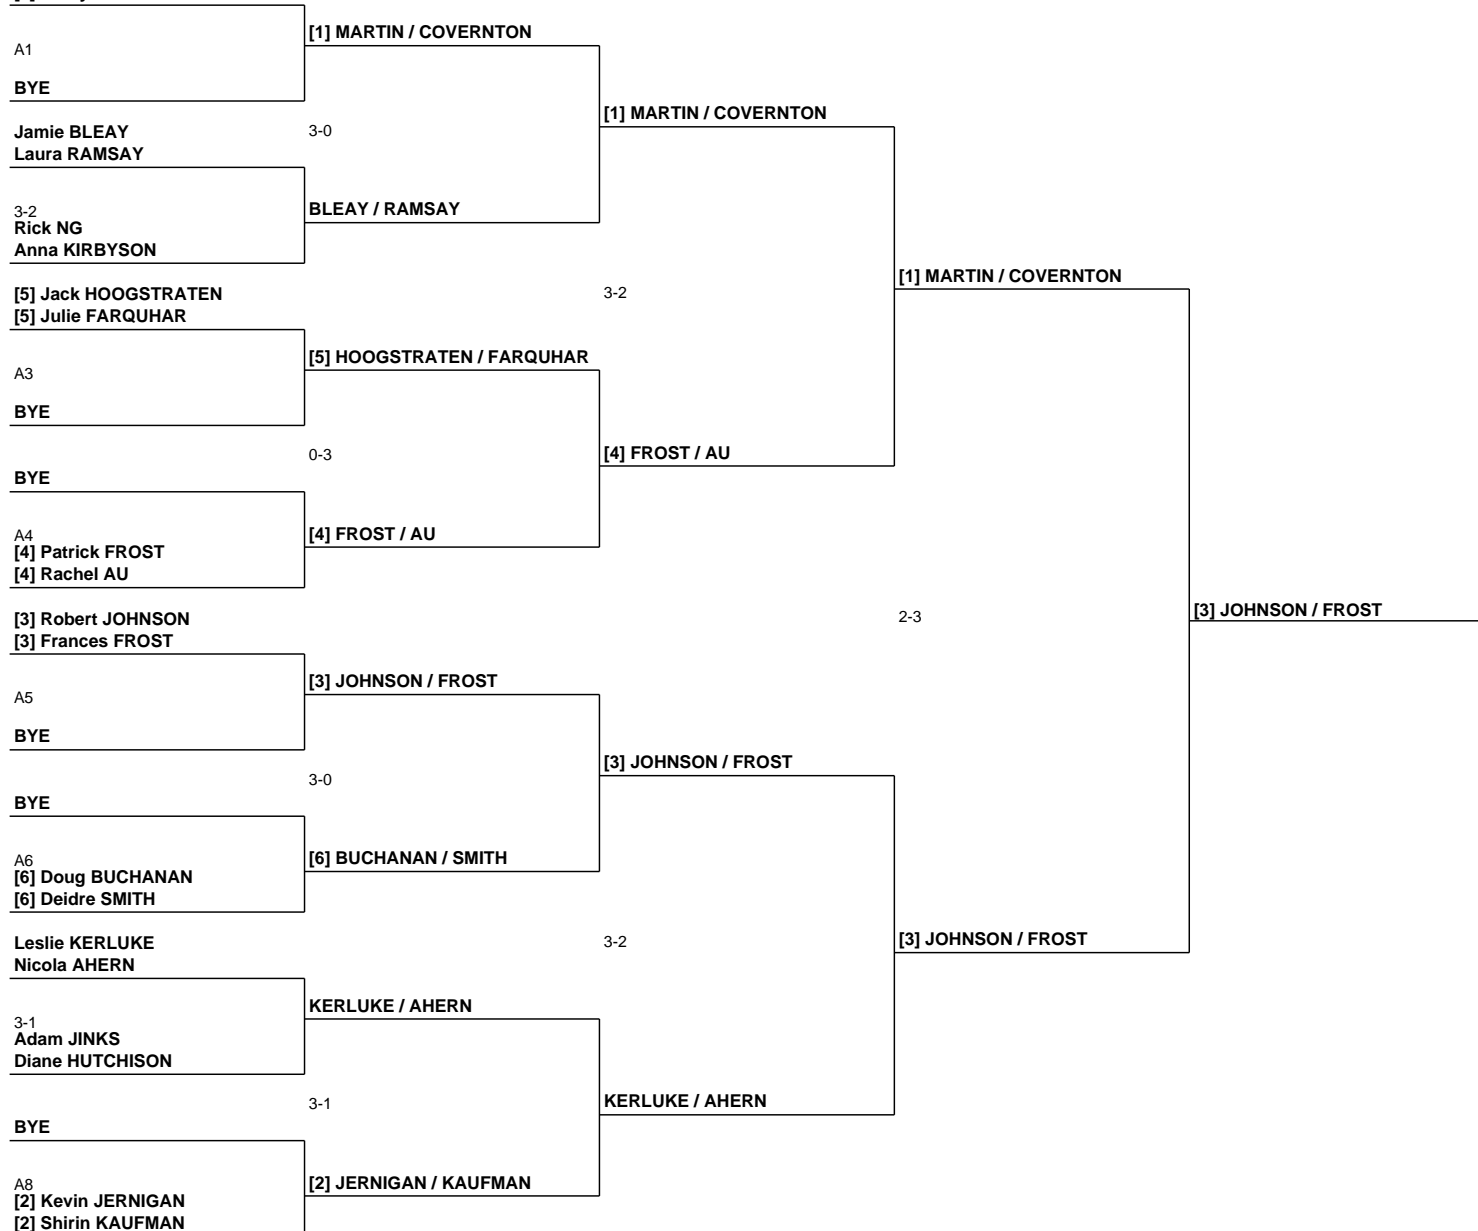 A1
BYE
Jamie BLEAY
Laura RAMSAY
3-2
Rick NG
Anna KIRBYSON
[5] Jack HOOGSTRATEN
[5] Julie FARQUHAR
A3
BYE
BYE
A4
[4] Patrick FROST
[4] Rachel AU
[3] Robert JOHNSON
[3] Frances FROST
A5
BYE
BYE
A6
[6] Doug BUCHANAN
[6] Deidre SMITH
Leslie KERLUKE
Nicola AHERN
3-1
Adam JINKS
Diane HUTCHISON
BYE
A8
[2] Kevin JERNIGAN
[2] Shirin KAUFMAN
[1] MARTIN / COVERNTON
3-0
BLEAY / RAMSAY
[5] HOOGSTRATEN / FARQUHAR
0-3
[4] FROST / AU
[3] JOHNSON / FROST
3-0
[6] BUCHANAN / SMITH
KERLUKE / AHERN
3-1
[2] JERNIGAN / KAUFMAN
[1] MARTIN / COVERNTON
3-2
[4] FROST / AU
[3] JOHNSON / FROST
3-2
KERLUKE / AHERN
[1] MARTIN / COVERNTON
2-3
[3] JOHNSON / FROST
[3] JOHNSON / FROST